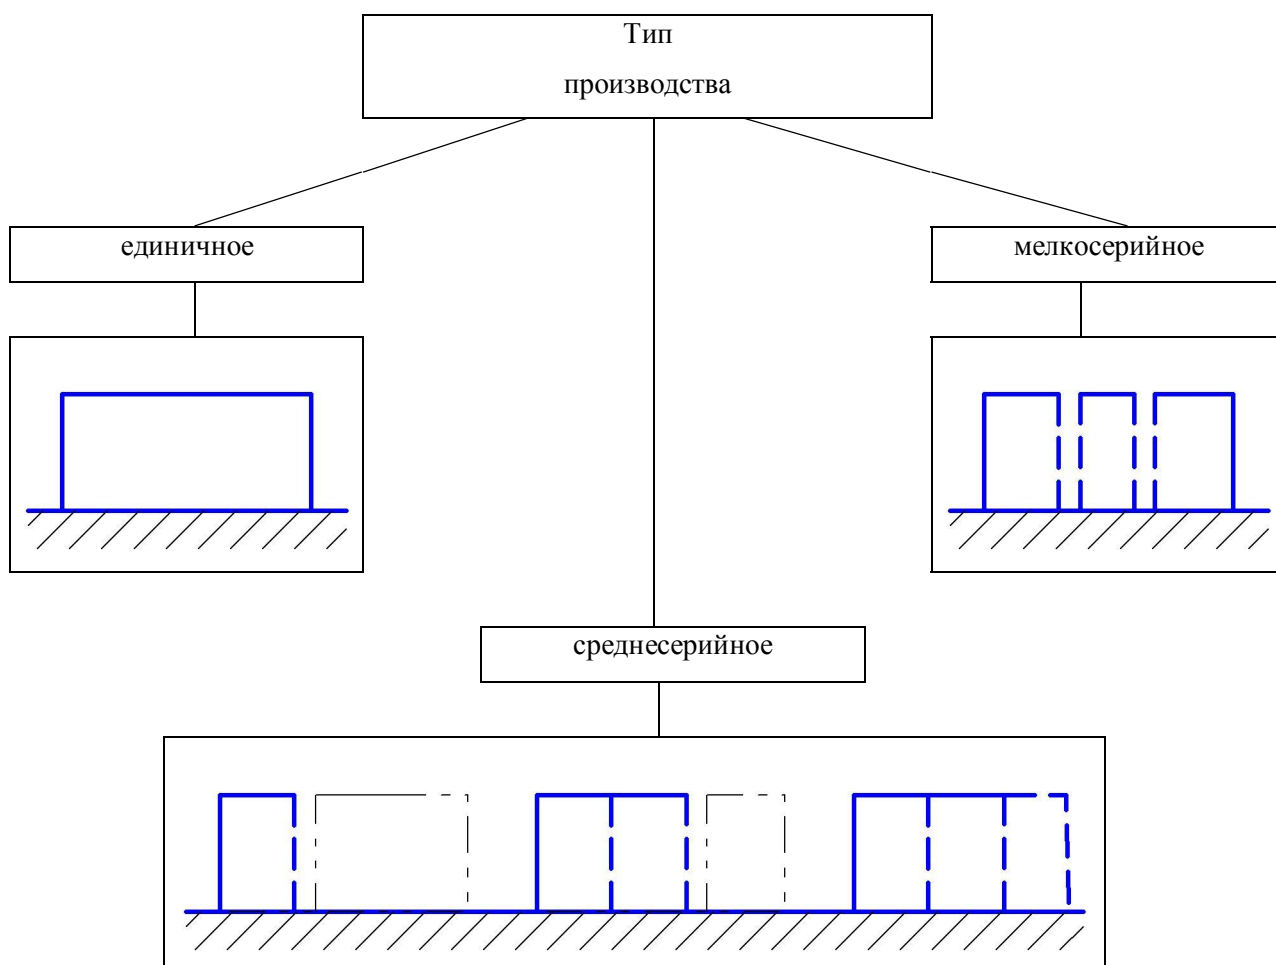 Тип
производства
единичное
мелкосерийное
среднесерийное